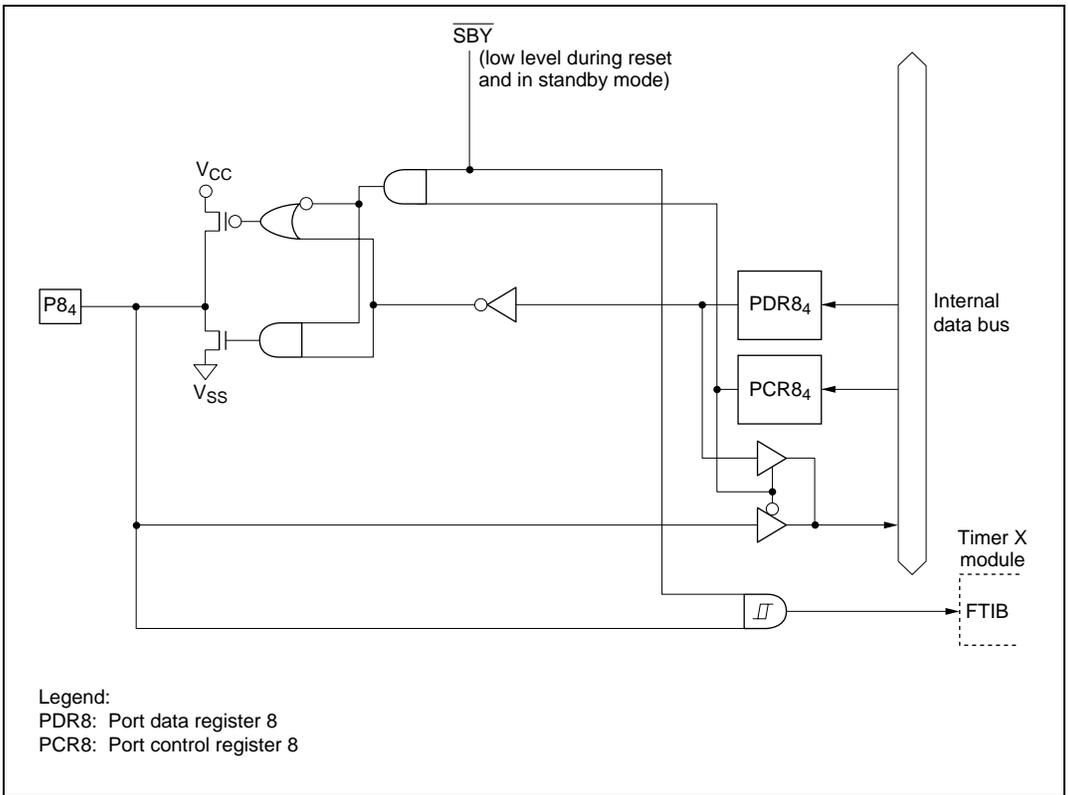 SBY
(low level during reset
and in standby mode)
VCC
P84
PDR84
Internal
data bus
PCR84
VSS
Timer X
module
FTIB
Legend:
PDR8: Port data register 8
PCR8: Port control register 8